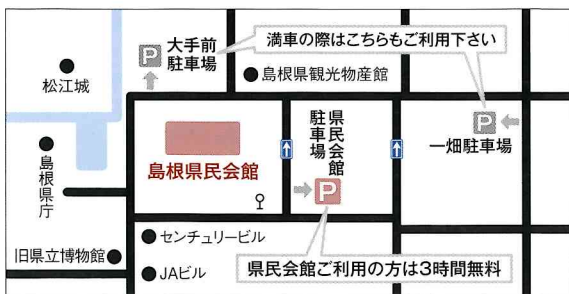 満車の際はこちらもご利用下さい
P
大手前
駐車場
松江城
島根県観光物産館
島根県庁
島根県民会館
県民会館
駐車場
P
P
一畑駐車場
旧県立博物館
センチュリービル
JAビル
県民会館ご利用の方は3時間無料